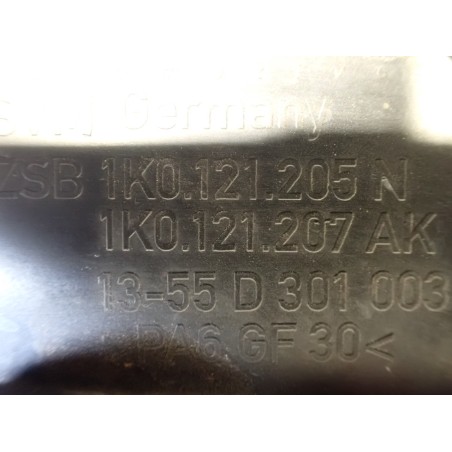 Germany
ZSB 1K0.121.205 N
1K0.121.207 AK
13-55 D 301 003
PA6 GF 30<